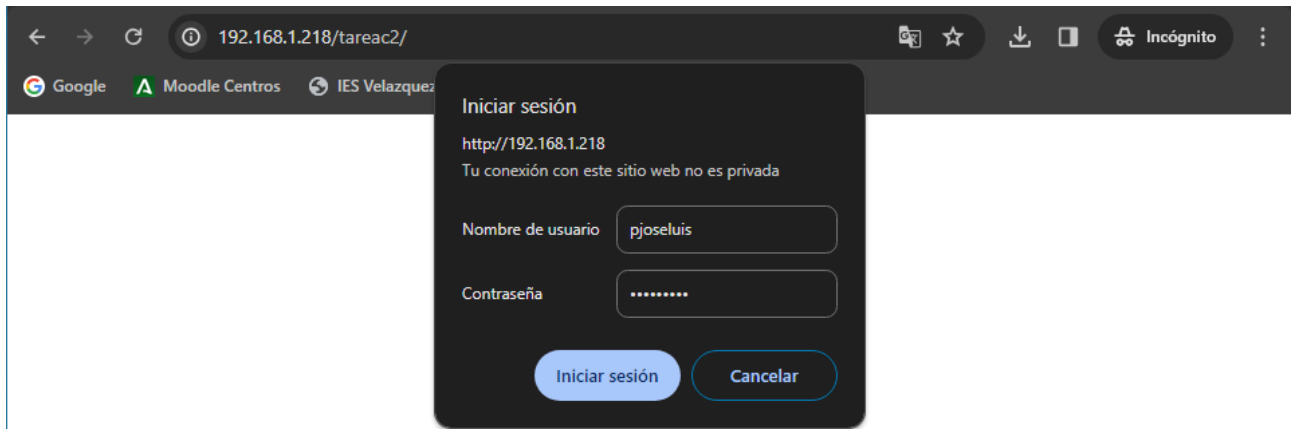 192.168.1.218/tareac2/
Incógnito
Google Moodle Centros IES Velazquez
Iniciar sesión
http://192.168.1.218
Tu conexión con este sitio web no es privada
Nombre de usuario pjoseluis
Contraseña •••••••••
Iniciar sesión Cancelar